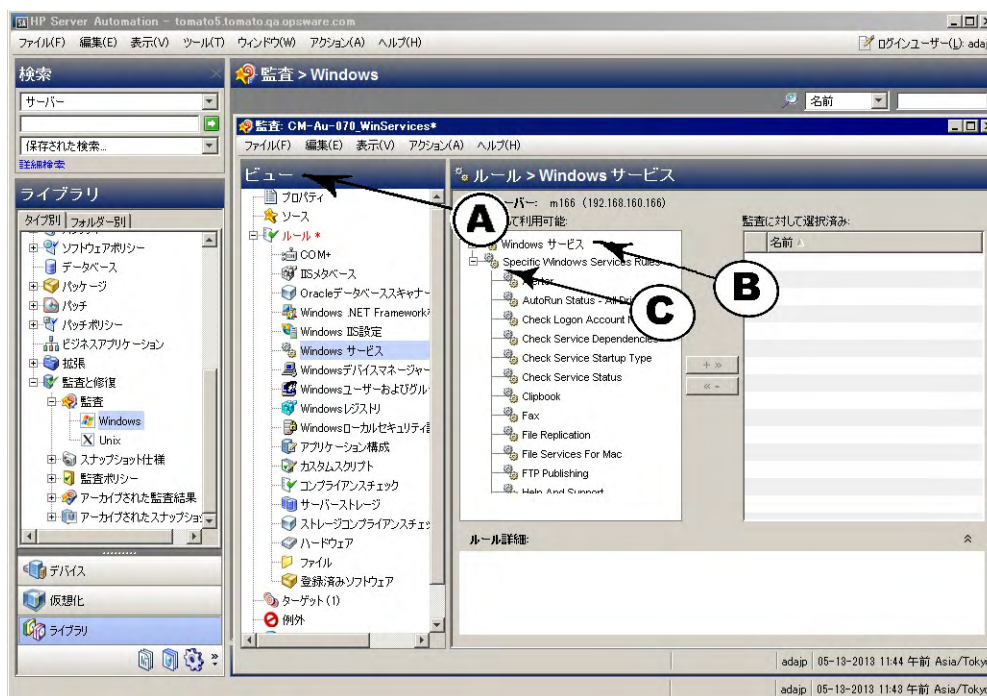 HP Server Automation - tomato5.tomato.qa.opsware.com
ファイル(F) 編集(E) 表示(V) ツール(T) ウィンドウ(W) アクション(A) ヘルプ(H)
ログインユーザー(L): adaj
検索
サーバー
保存された検索...
詳細検索
ライブラリ
タイプ別
フォルダー別
ソフトウェアポリシー
データベース
パッケージ
パッチ
パッチポリシー
ビジネスアプリケーション
拡張
監査と修復
監査
Windows
Unix
スナップショット仕様
監査ポリシー
アーカイブされた監査結果
アーカイブされたスナップショ
デバイス
仮想化
ライブラリ
監査 > Windows
名前
監査: CM-Au-070_WinServices*
ファイル(F) 編集(E) 表示(V) アクション(A) ヘルプ(H)
ビュー
プロパティ
ソース
ルール *
COM+
IISメタベース
Oracleデータベーススキャナー
Windows .NET Framework
Windows IIS設定
Windows サービス
Windowsデバイスマネージャー
Windowsユーザーおよびグル
Windowsレジストリ
Windowsローカルセキュリティ
アプリケーション構成
カスタムスクリプト
コンプライアンスチェック
サーバーストレージ
ストレージコンプライアンスチェッ
ハードウェア
ファイル
登録済みソフトウェア
ターゲット (1)
例外
ルール > Windows サービス
ーバー: m166 (192.168.160.166)
て利用可能:
Windows サービス
Specific Windows Services Rules
AutoRun Status - All Dri
Check Logon Account
Check Service Dependencies
Check Service Startup Type
Check Service Status
Clipbook
Fax
File Replication
File Services For Mac
FTP Publishing
Help And Support
A
B
C
+ »
« -
監査に対して選択済み:
名前
ルール詳細:
adajp 05-13-2013 11:44 午前 Asia/Toky
adajp 05-13-2013 11:43 午前 Asia/Toky